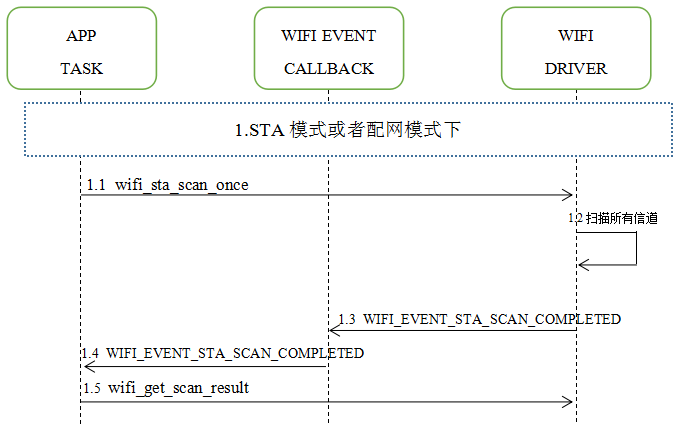 APP
TASK
WIFI EVENT
CALLBACK
WIFI
DRIVER
1.STA 模式或者配网模式下
1.1 wifi_sta_scan_once
1.2 扫描所有信道
1.3 WIFI_EVENT_STA_SCAN_COMPLETED
1.4 WIFI_EVENT_STA_SCAN_COMPLETED
1.5 wifi_get_scan_result